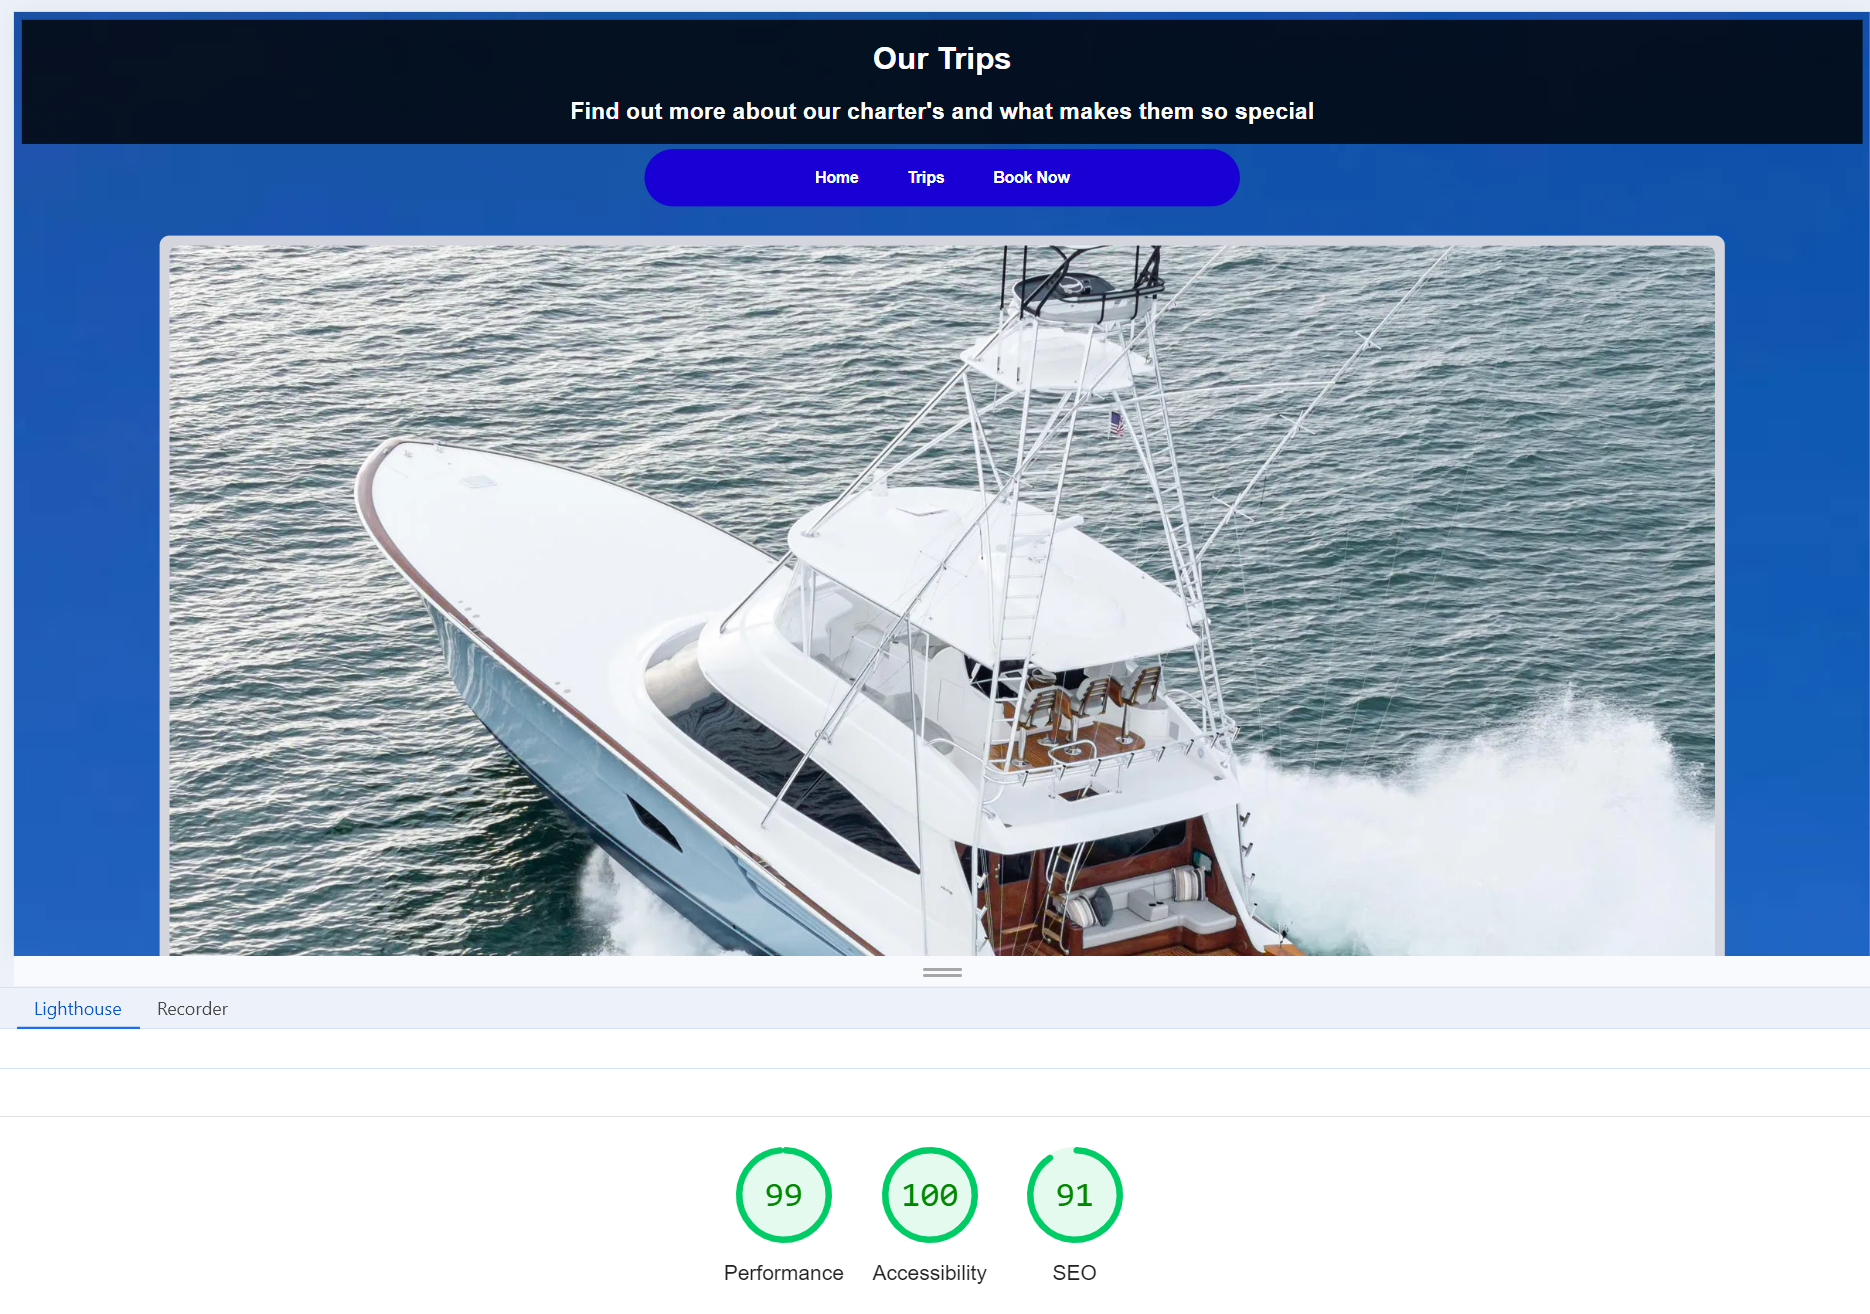 Our Trips
Find out more about our charter's and what makes them so special
Home Trips Book Now
Lighthouse Recorder
99 100 91
Performance Accessibility SEO